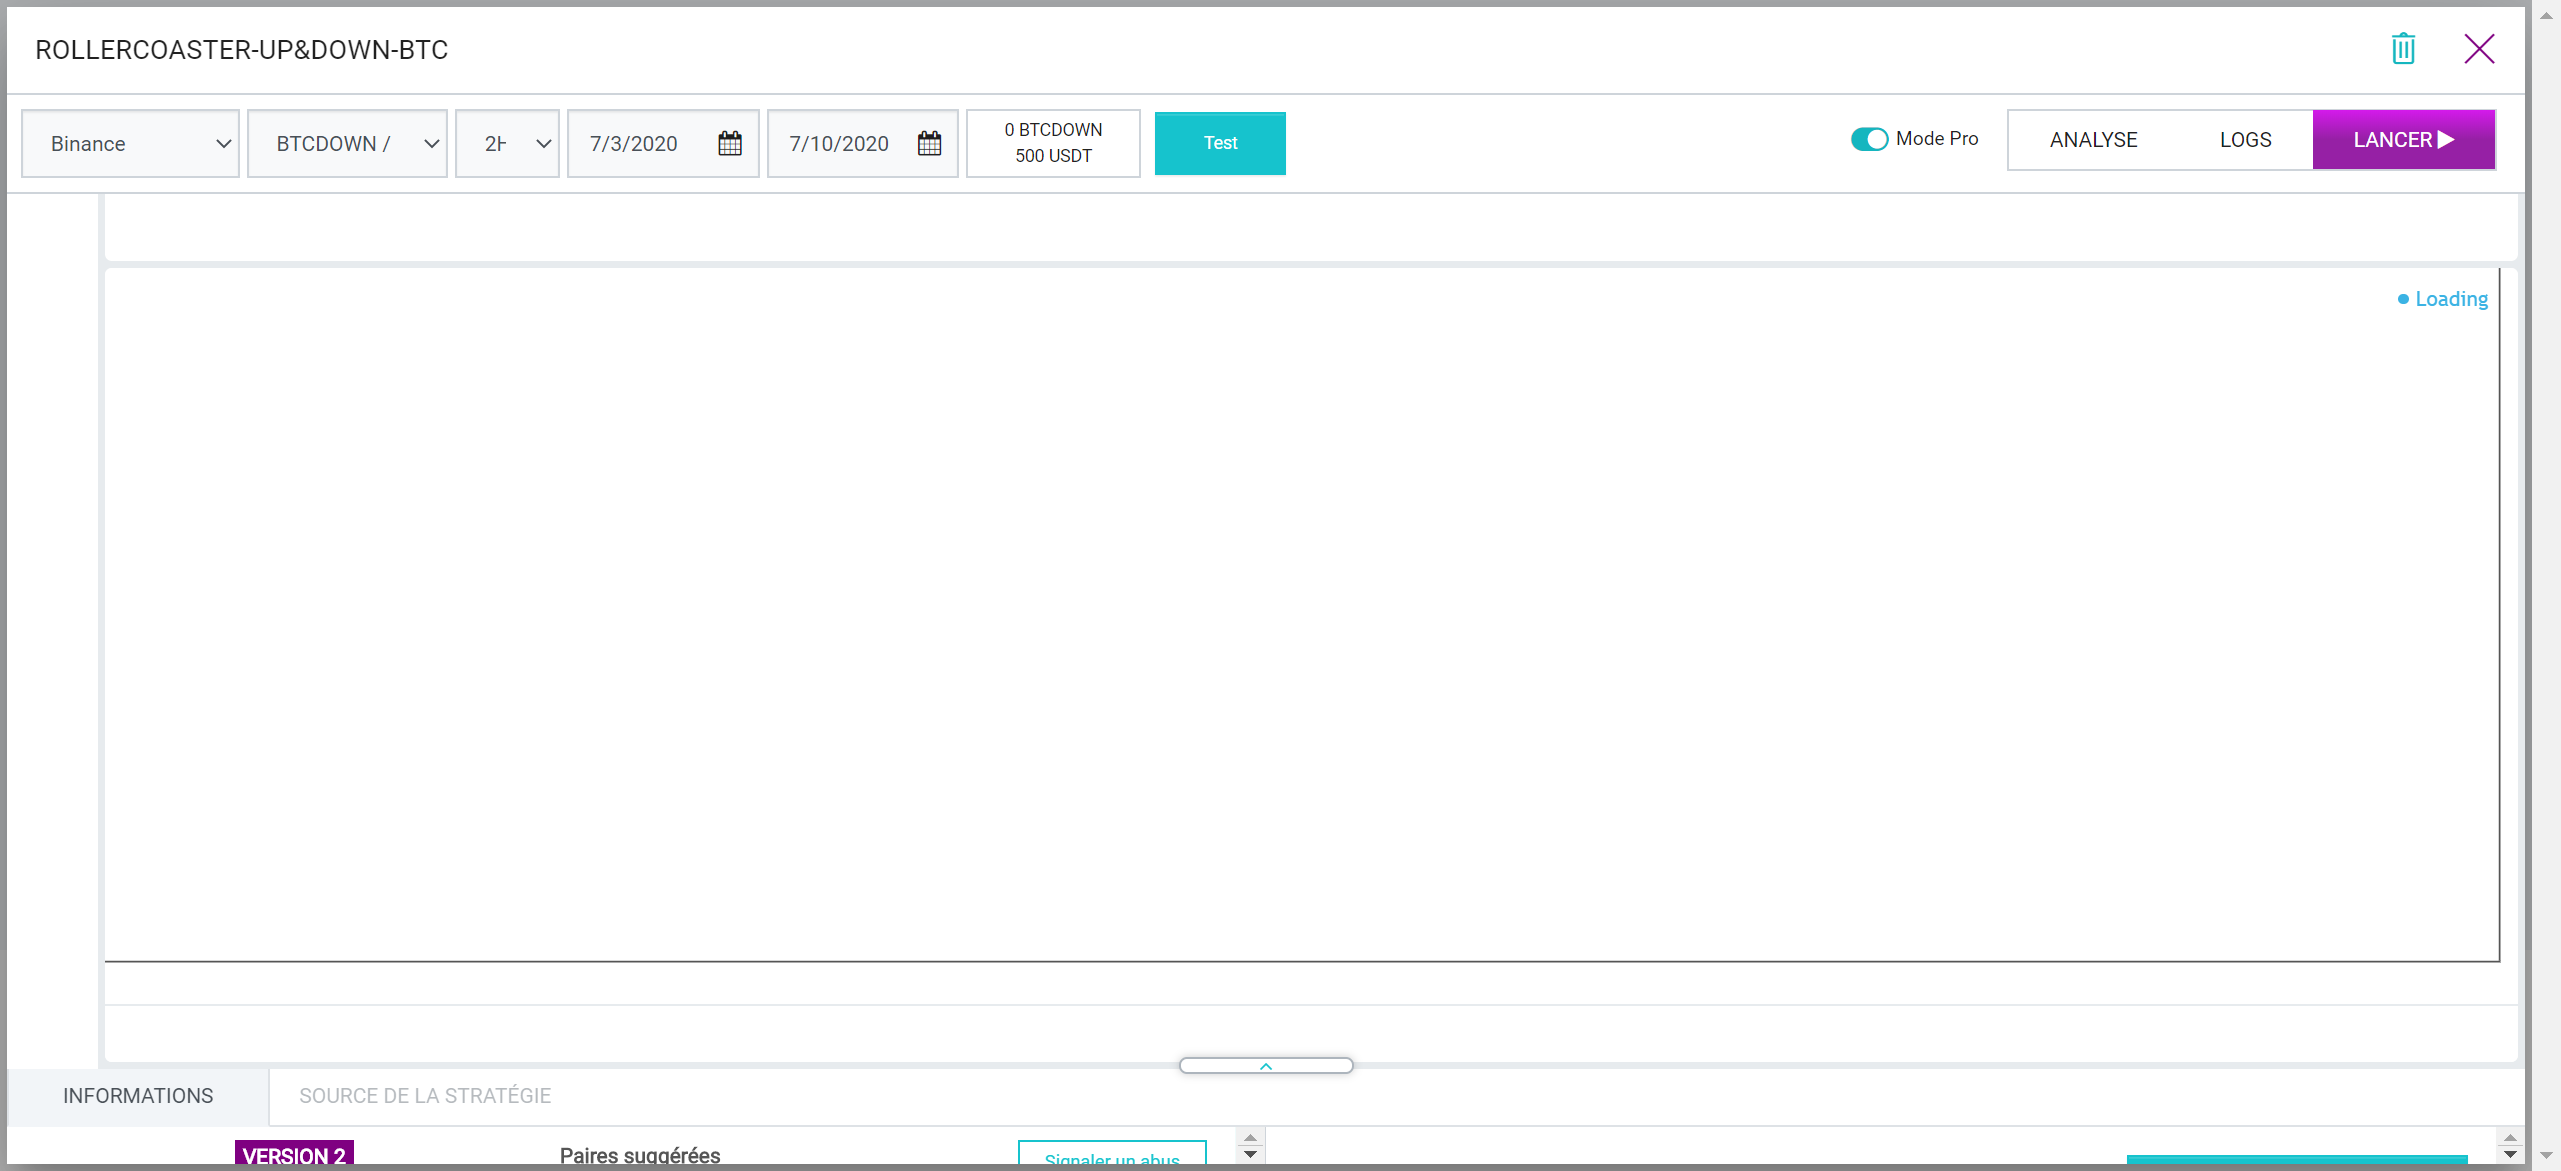 ROLLERCOASTER-UP&DOWN-BTC
Binance
BTCDOWN /
2H
7/3/2020
7/10/2020
0 BTCDOWN
500 USDT
Test
Mode Pro
ANALYSE
LOGS
LANCER
Loading
INFORMATIONS
SOURCE DE LA STRATÉGIE
VERSION 2
Paires suggérées
Signaler un abus